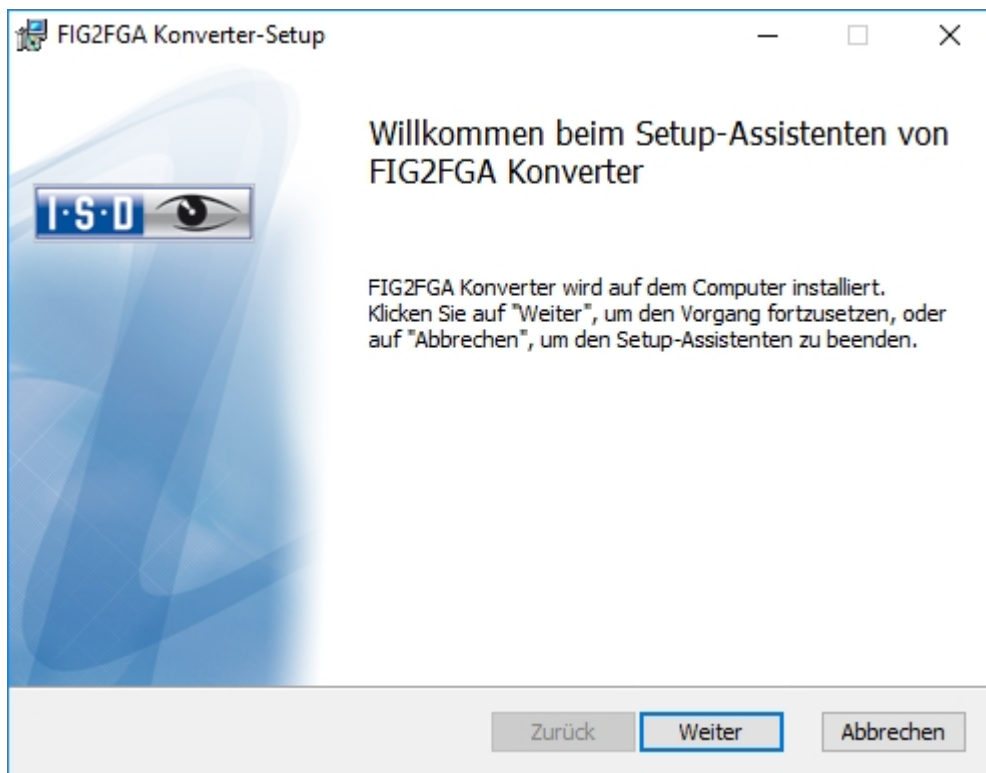 FIG2FGA Konverter-Setup
Willkommen beim Setup-Assistenten von
FIG2FGA Konverter
I·S·D
FIG2FGA Konverter wird auf dem Computer installiert.
Klicken Sie auf "Weiter", um den Vorgang fortzusetzen, oder
auf "Abbrechen", um den Setup-Assistenten zu beenden.
Zurück Weiter Abbrechen